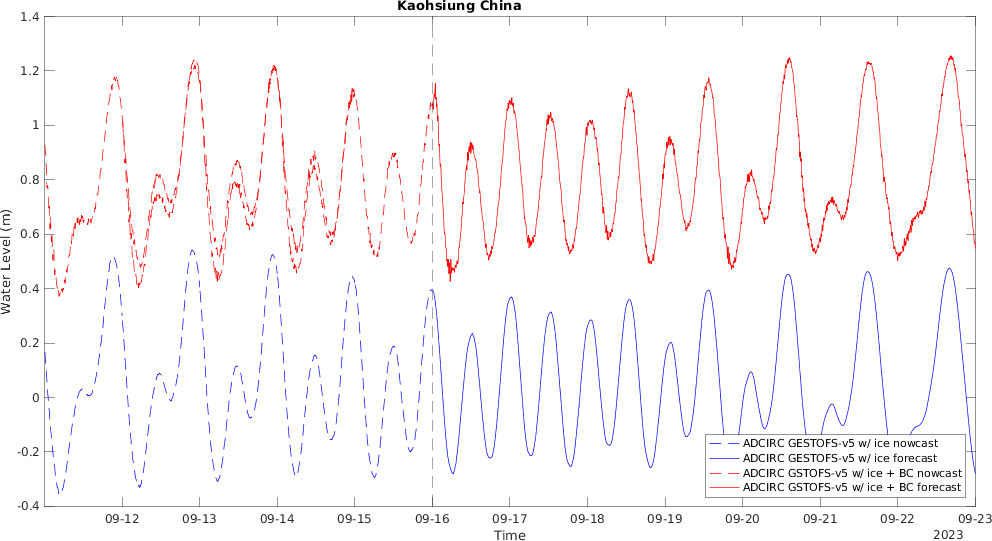 Kaohsiung China
1.4
1.2
1
0.8
0.6
0.4
0.2
0
-0.2
-0.4
Water Level (m)
ADCIRC GESTOFS-v5 w/ ice nowcast
ADCIRC GESTOFS-v5 w/ ice forecast
ADCIRC GSTOFS-v5 w/ ice + BC nowcast
ADCIRC GSTOFS-v5 w/ ice + BC forecast
09-12 09-13 09-14 09-15 09-16 09-17 09-18 09-19 09-20 09-21 09-22 09-23
Time
2023